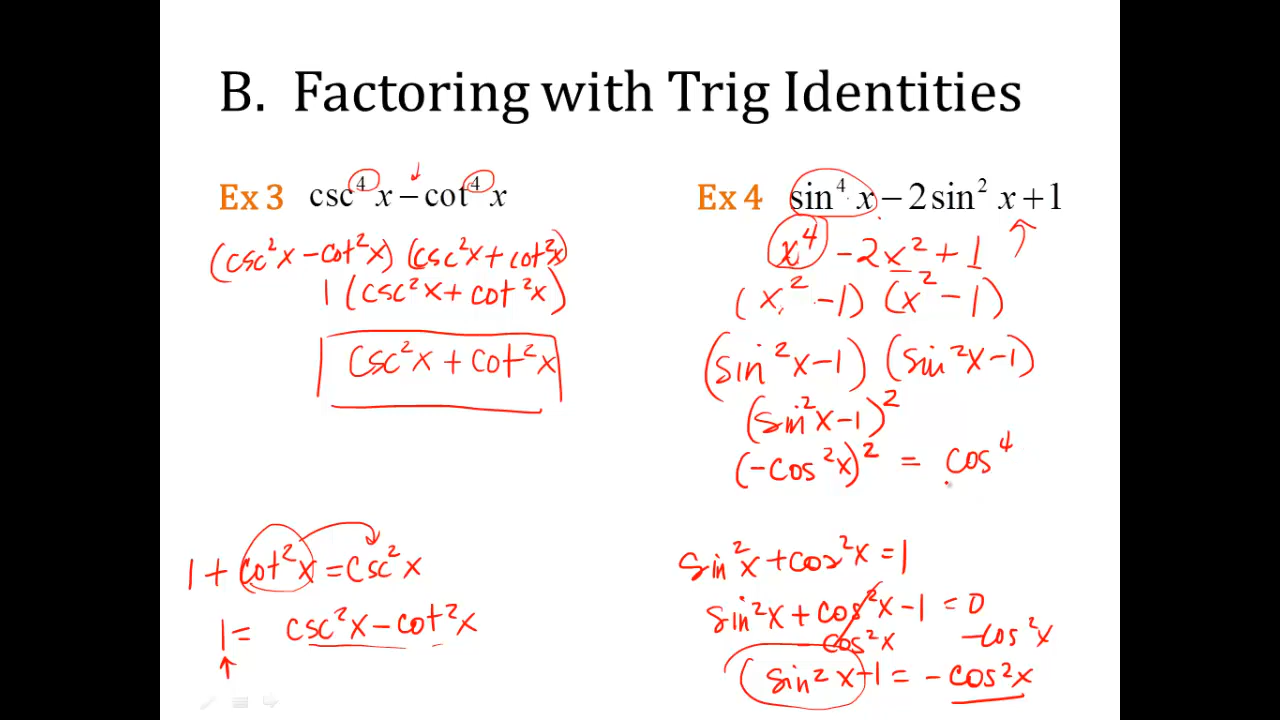 B. Factoring with Trig Identities
Ex 3 csc⁴ x − cot⁴ x
(csc²x − cot²x) (csc²x + cot²x)
1 (csc²x + cot²x)
csc²x + cot²x
1 + cot²x = csc²x
1 = csc²x − cot²x
Ex 4 sin⁴ x − 2 sin² x + 1
x⁴ − 2x² + 1
(x² − 1) (x² − 1)
(sin²x − 1) (sin²x − 1)
(sin²x − 1)²
(−cos²x)² = cos⁴
sin²x + cos²x = 1
sin²x + cos²x − 1 = 0
− cos²x − cos²x
sin²x − 1 = − cos²x